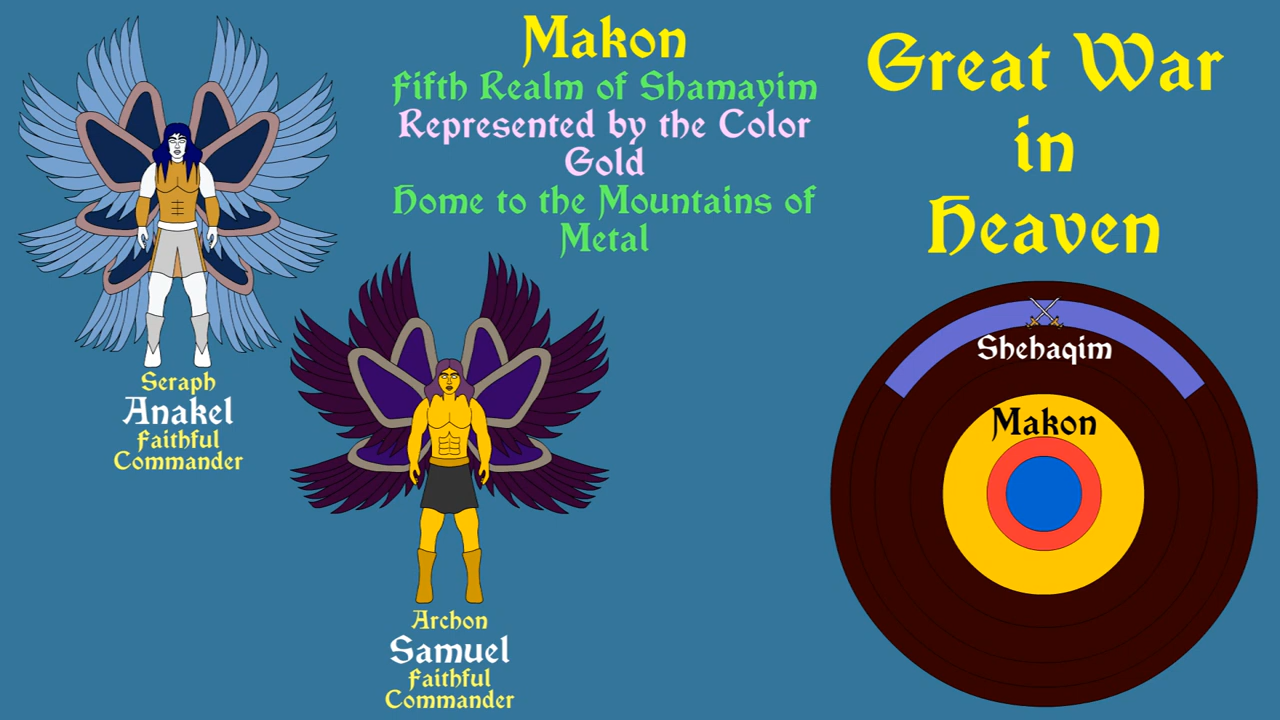 Makon
Fifth Realm of Shamayim
Represented by the Color
Gold
Home to the Mountains of
Metal
Great War
in
Heaven
Seraph
Anakel
Faithful
Commander
Archon
Samuel
Faithful
Commander
Shehaqim
Makon